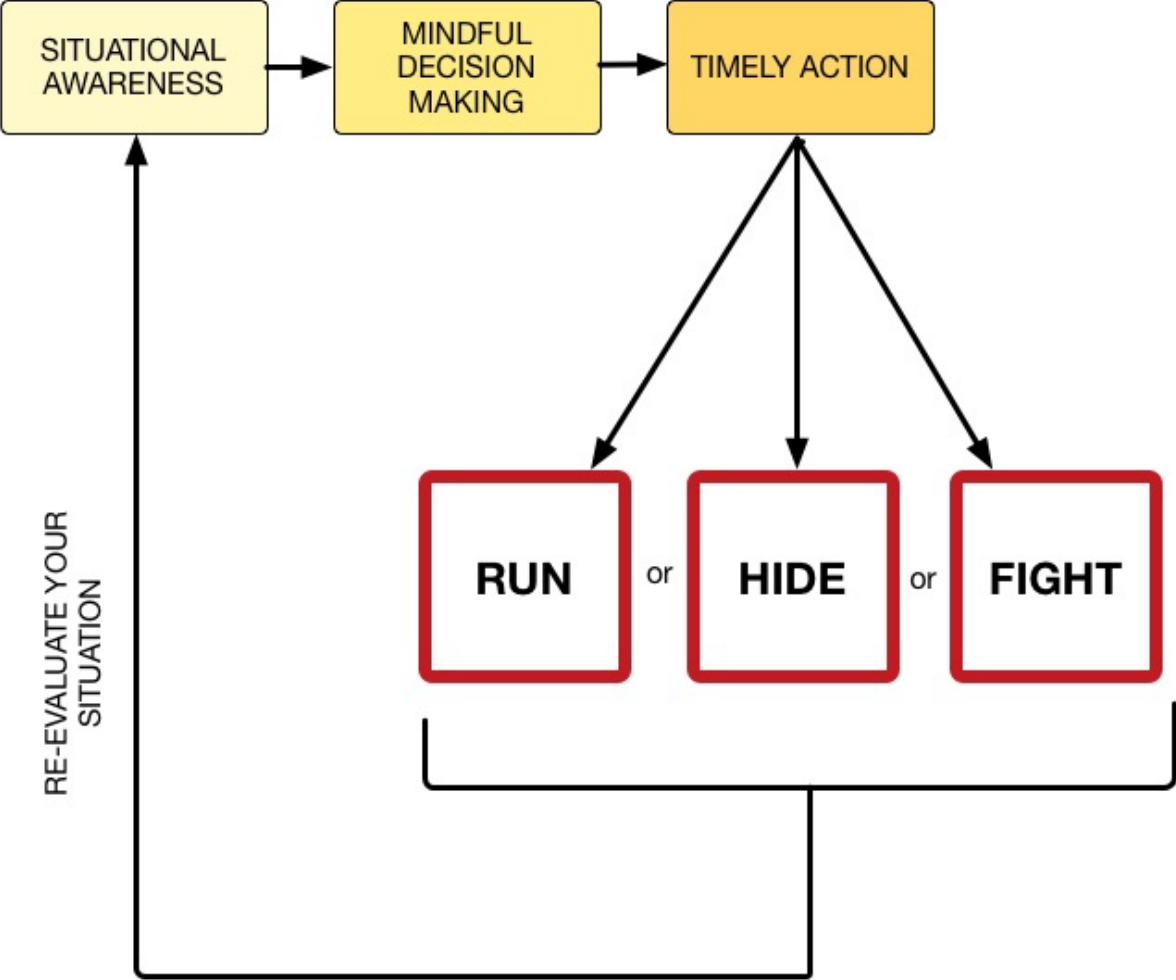 SITUATIONAL
AWARENESS
MINDFUL
DECISION
MAKING
TIMELY ACTION
RUN
or
HIDE
or
FIGHT
RE-EVALUATE YOUR
SITUATION